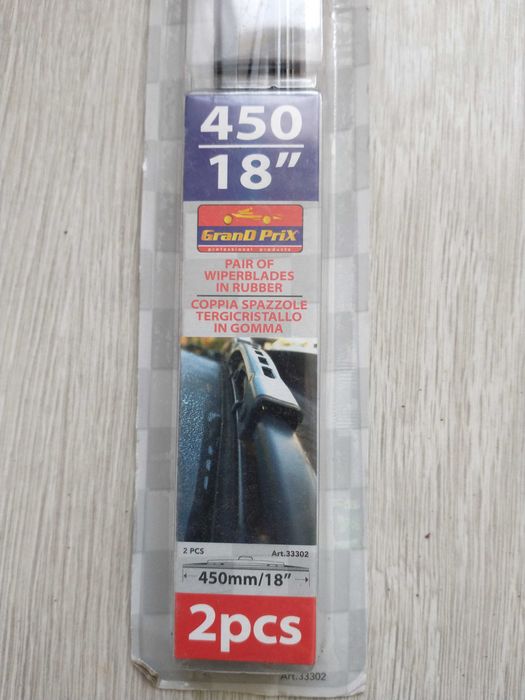 450
18”
GranD PriX
professional products
PAIR OF
WIPERBLADES
IN RUBBER
COPPIA SPAZZOLE
TERGICRISTALLO
IN GOMMA
2 PCS Art.33302
450mm/18”
2pcs
Art.33302